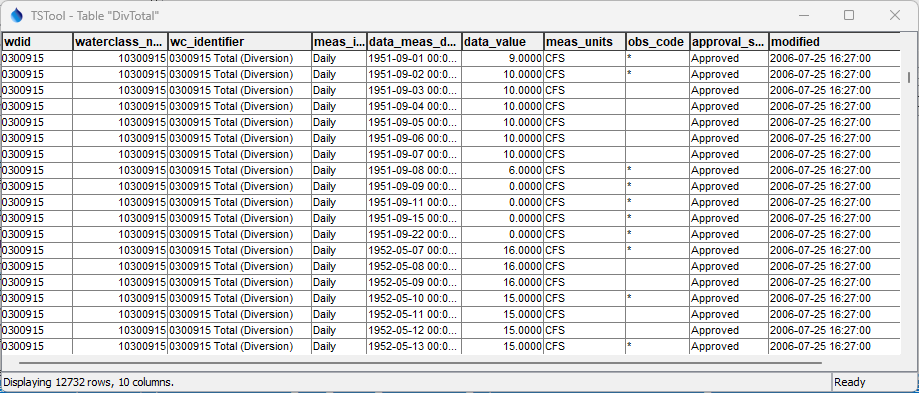 TSTool - Table "DivTotal"
wdid waterclass_n... wc_identifier meas_i... data_meas_d... data_value meas_units obs_code approval_s... modified
0300915 10300915 0300915 Total (Diversion) Daily 1951-09-01 00:0... 9.0000 CFS * Approved 2006-07-25 16:27:00
0300915 10300915 0300915 Total (Diversion) Daily 1951-09-02 00:0... 10.0000 CFS * Approved 2006-07-25 16:27:00
0300915 10300915 0300915 Total (Diversion) Daily 1951-09-03 00:0... 10.0000 CFS Approved 2006-07-25 16:27:00
0300915 10300915 0300915 Total (Diversion) Daily 1951-09-04 00:0... 10.0000 CFS Approved 2006-07-25 16:27:00
0300915 10300915 0300915 Total (Diversion) Daily 1951-09-05 00:0... 10.0000 CFS Approved 2006-07-25 16:27:00
0300915 10300915 0300915 Total (Diversion) Daily 1951-09-06 00:0... 10.0000 CFS Approved 2006-07-25 16:27:00
0300915 10300915 0300915 Total (Diversion) Daily 1951-09-07 00:0... 10.0000 CFS Approved 2006-07-25 16:27:00
0300915 10300915 0300915 Total (Diversion) Daily 1951-09-08 00:0... 6.0000 CFS * Approved 2006-07-25 16:27:00
0300915 10300915 0300915 Total (Diversion) Daily 1951-09-09 00:0... 0.0000 CFS * Approved 2006-07-25 16:27:00
0300915 10300915 0300915 Total (Diversion) Daily 1951-09-11 00:0... 0.0000 CFS * Approved 2006-07-25 16:27:00
0300915 10300915 0300915 Total (Diversion) Daily 1951-09-15 00:0... 0.0000 CFS * Approved 2006-07-25 16:27:00
0300915 10300915 0300915 Total (Diversion) Daily 1951-09-22 00:0... 0.0000 CFS * Approved 2006-07-25 16:27:00
0300915 10300915 0300915 Total (Diversion) Daily 1952-05-07 00:0... 16.0000 CFS * Approved 2006-07-25 16:27:00
0300915 10300915 0300915 Total (Diversion) Daily 1952-05-08 00:0... 16.0000 CFS Approved 2006-07-25 16:27:00
0300915 10300915 0300915 Total (Diversion) Daily 1952-05-09 00:0... 16.0000 CFS Approved 2006-07-25 16:27:00
0300915 10300915 0300915 Total (Diversion) Daily 1952-05-10 00:0... 15.0000 CFS * Approved 2006-07-25 16:27:00
0300915 10300915 0300915 Total (Diversion) Daily 1952-05-11 00:0... 15.0000 CFS Approved 2006-07-25 16:27:00
0300915 10300915 0300915 Total (Diversion) Daily 1952-05-12 00:0... 15.0000 CFS Approved 2006-07-25 16:27:00
0300915 10300915 0300915 Total (Diversion) Daily 1952-05-13 00:0... 15.0000 CFS * Approved 2006-07-25 16:27:00
Displaying 12732 rows, 10 columns. Ready